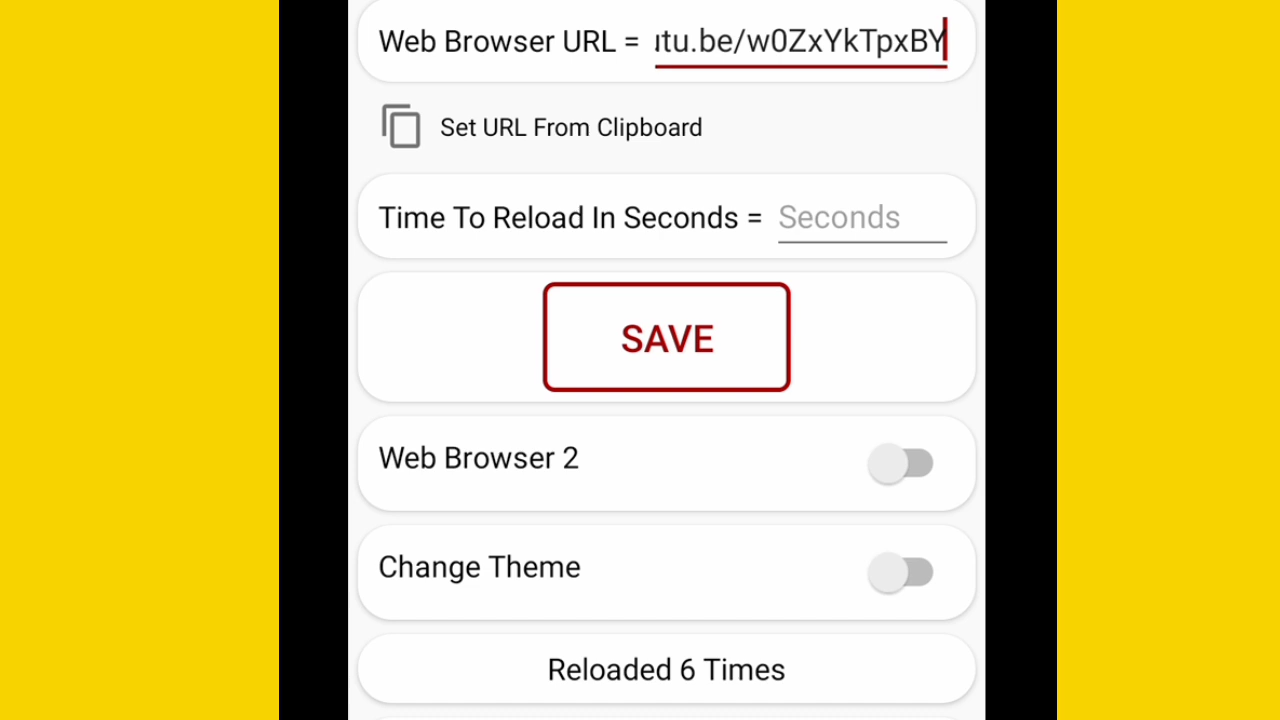 Web Browser URL = utu.be/w0ZxYkTpxBY
Set URL From Clipboard
Time To Reload In Seconds = Seconds
SAVE
Web Browser 2
Change Theme
Reloaded 6 Times